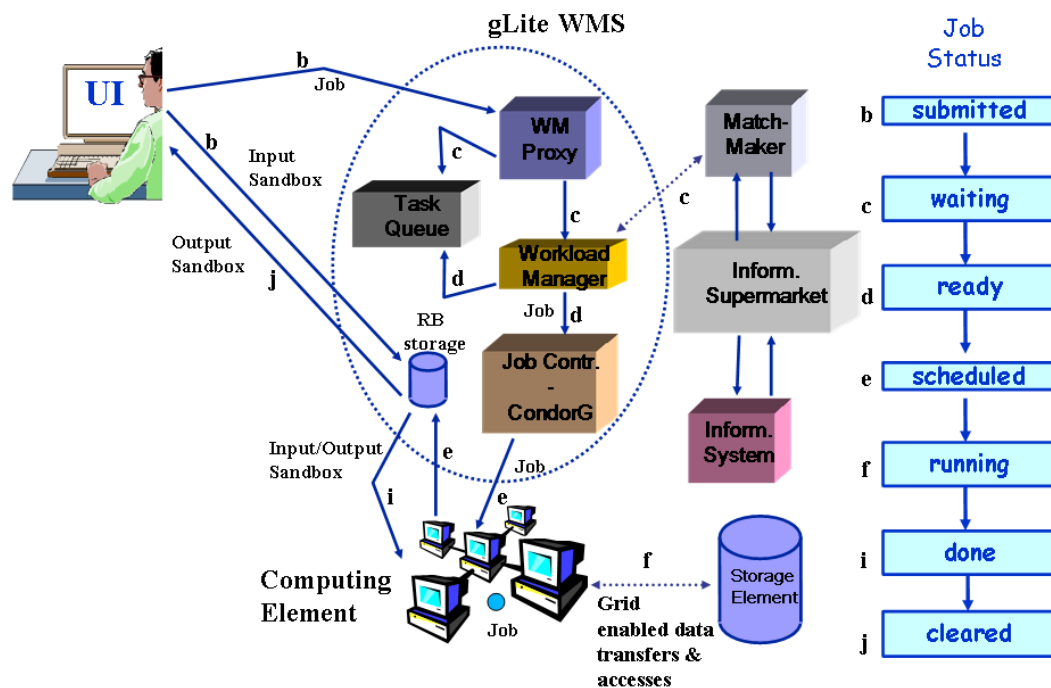 gLite WMS
Job
Status
UI
b
Job
WM
Proxy
Match-
Maker
b
submitted
b
Input
Sandbox
c
c
c
Task
Queue
c
waiting
Output
Sandbox
j
Workload
Manager
d
Job
d
Inform.
Supermarket
d
ready
RB
storage
Job Contr.
-
CondorG
e
scheduled
Inform.
System
Input/Output
Sandbox
e
Job
i
e
f
running
Computing
Element
Job
f
Grid
enabled data
transfers &
accesses
Storage
Element
i
done
j
cleared